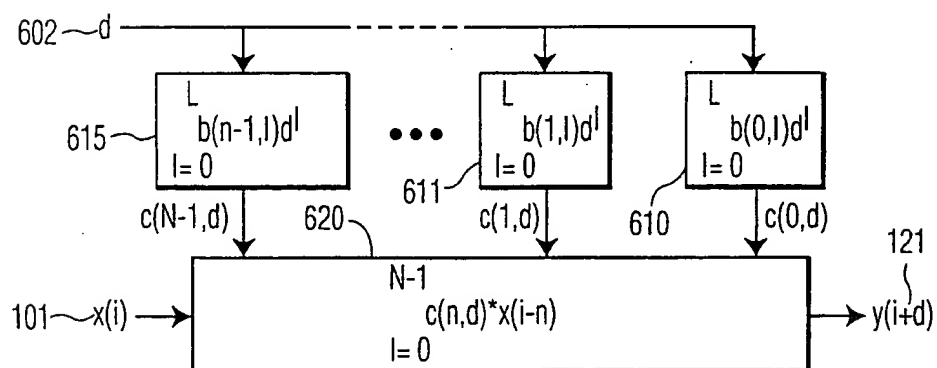 602 d
L L L
615 b(n-1,l)d^l ••• b(1,l)d^l b(0,l)d^l
l= 0 611 l= 0 610 l= 0
c(N-1,d) 620 c(1,d) c(0,d)
N-1 121
101 x(i) c(n,d)*x(i-n) y(i+d)
l= 0